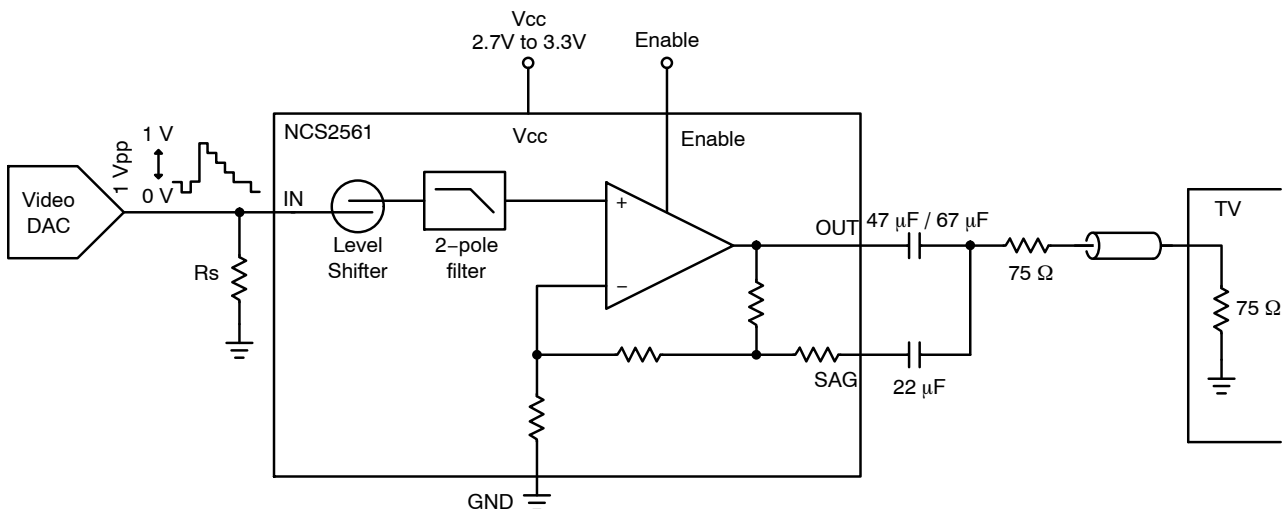 Vcc
2.7V to 3.3V
Enable
NCS2561
Vcc
Enable
1 Vpp
1 V
0 V
Video
DAC
IN
Level
Shifter
2−pole
filter
+
−
OUT
47 μF / 67 μF
75 Ω
TV
75 Ω
Rs
SAG
22 μF
GND